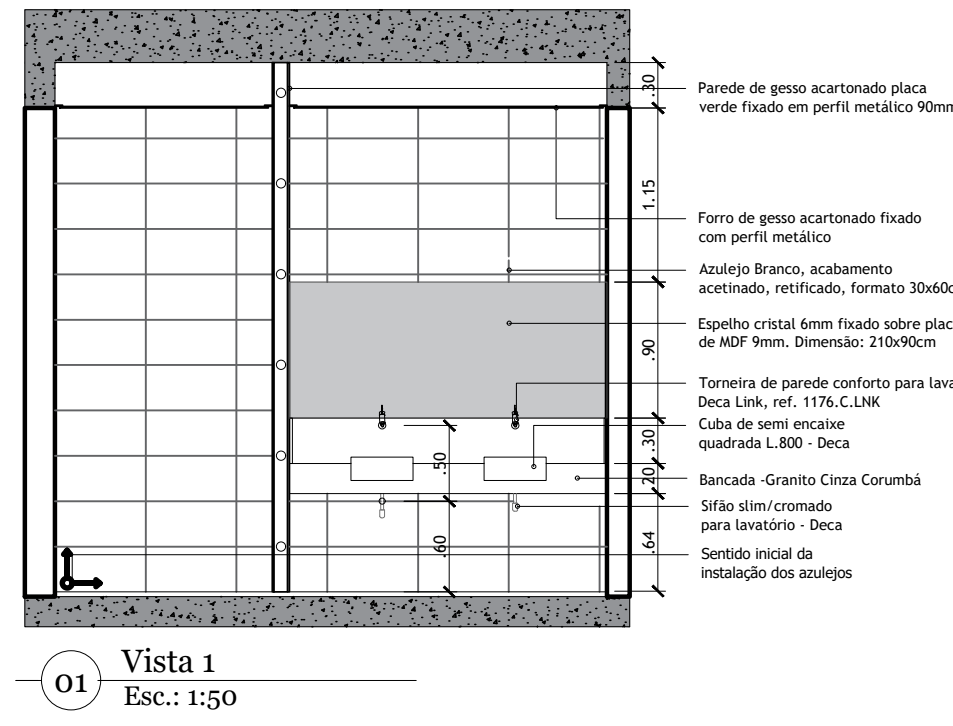 .30
Parede de gesso acartonado placa
verde fixado em perfil metálico 90mm
1.15
Forro de gesso acartonado fixado
com perfil metálico
Azulejo Branco, acabamento
acetinado, retificado, formato 30x60c
Espelho cristal 6mm fixado sobre plac
de MDF 9mm. Dimensão: 210x90cm
.90
Torneira de parede conforto para lava
Deca Link, ref. 1176.C.LNK
Cuba de semi encaixe
quadrada L.800 - Deca
.30
.50
Bancada -Granito Cinza Corumbá
.20
Sifão slim/cromado
para lavatório - Deca
.60
.64
Sentido inicial da
instalação dos azulejos
01
Vista 1
Esc.: 1:50